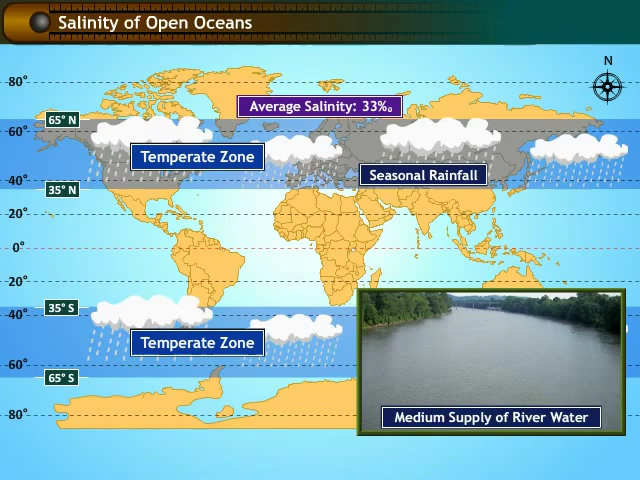 Salinity of Open Oceans
N
80°
Average Salinity: 33‰
65° N
60°
Temperate Zone
Seasonal Rainfall
40°
35° N
20°
0°
20°
35° S
40°
Temperate Zone
60°
65° S
80°
Medium Supply of River Water